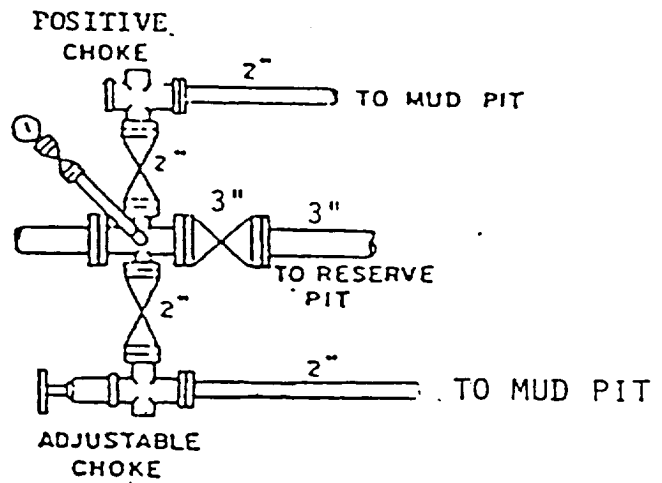 POSITIVE.
CHOKE
2"
TO MUD PIT
2"
3"
3"
TO RESERVE
PIT
2"
2"
TO MUD PIT
ADJUSTABLE
CHOKE